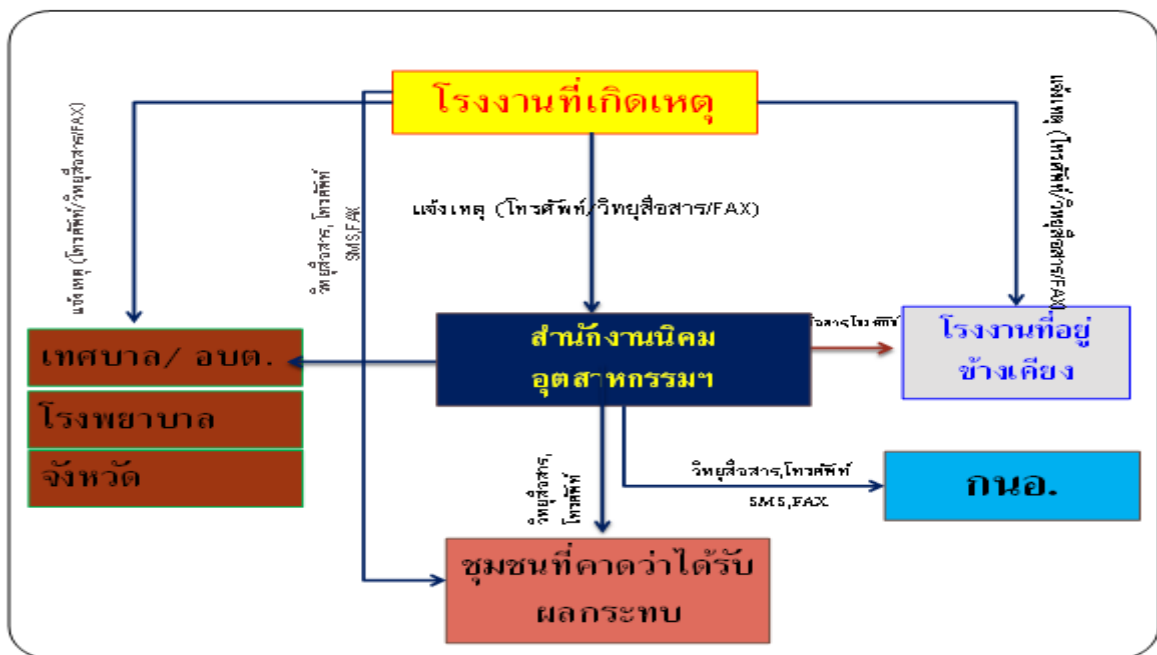 โรงงานที่เกิดเหตุ
แจ้งเหตุ (โทรศัพท์/วิทยุสื่อสาร/FAX)
วิทยุสื่อสาร, โทรศัพท์
SMS,FAX
แจ้งเหตุ (โทรศัพท์/วิทยุสื่อสาร/FAX)
แจ้งเหตุ (โทรศัพท์/วิทยุสื่อสาร/FAX)
เทศบาล/ อบต.
โรงพยาบาล
จังหวัด
สำนักงานนิคม
อุตสาหกรรมฯ
โรงงานที่อยู่
ข้างเคียง
วิทยุสื่อสาร,
โทรศัพท์
วิทยุสื่อสาร,โทรศัพท์
SMS,FAX
กนอ.
ชุมชนที่คาดว่าได้รับ
ผลกระทบ